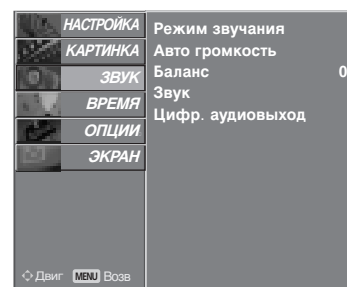 НАСТРОЙКА
КАРТИНКА
ЗВУК
ВРЕМЯ
ОПЦИИ
ЭКРАН
Режим звучания
Авто громкость
Баланс 0
Звук
Цифр. аудиовыход
Двиг MENU Возв